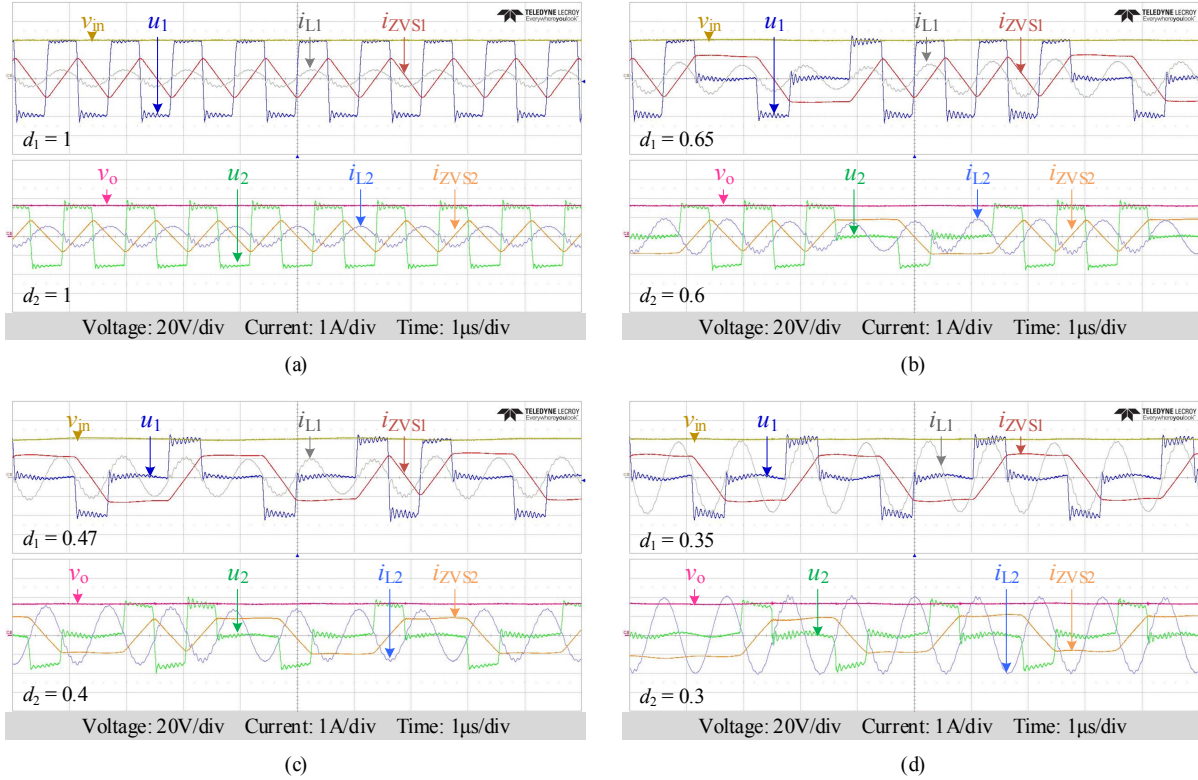 TELEDYNE LECROY
Everywhereyoulook™
v_in u_1 i_L1 i_ZVS1
d_1 = 1
v_o u_2 i_L2 i_ZVS2
d_2 = 1
Voltage: 20V/div Current: 1A/div Time: 1μs/div
(a)
TELEDYNE LECROY
Everywhereyoulook™
v_in u_1 i_L1 i_ZVS1
d_1 = 0.65
v_o u_2 i_L2 i_ZVS2
d_2 = 0.6
Voltage: 20V/div Current: 1A/div Time: 1μs/div
(b)
TELEDYNE LECROY
Everywhereyoulook™
v_in u_1 i_L1 i_ZVS1
d_1 = 0.47
v_o u_2 i_L2 i_ZVS2
d_2 = 0.4
Voltage: 20V/div Current: 1A/div Time: 1μs/div
(c)
TELEDYNE LECROY
Everywhereyoulook™
v_in u_1 i_L1 i_ZVS1
d_1 = 0.35
v_o u_2 i_L2 i_ZVS2
d_2 = 0.3
Voltage: 20V/div Current: 1A/div Time: 1μs/div
(d)